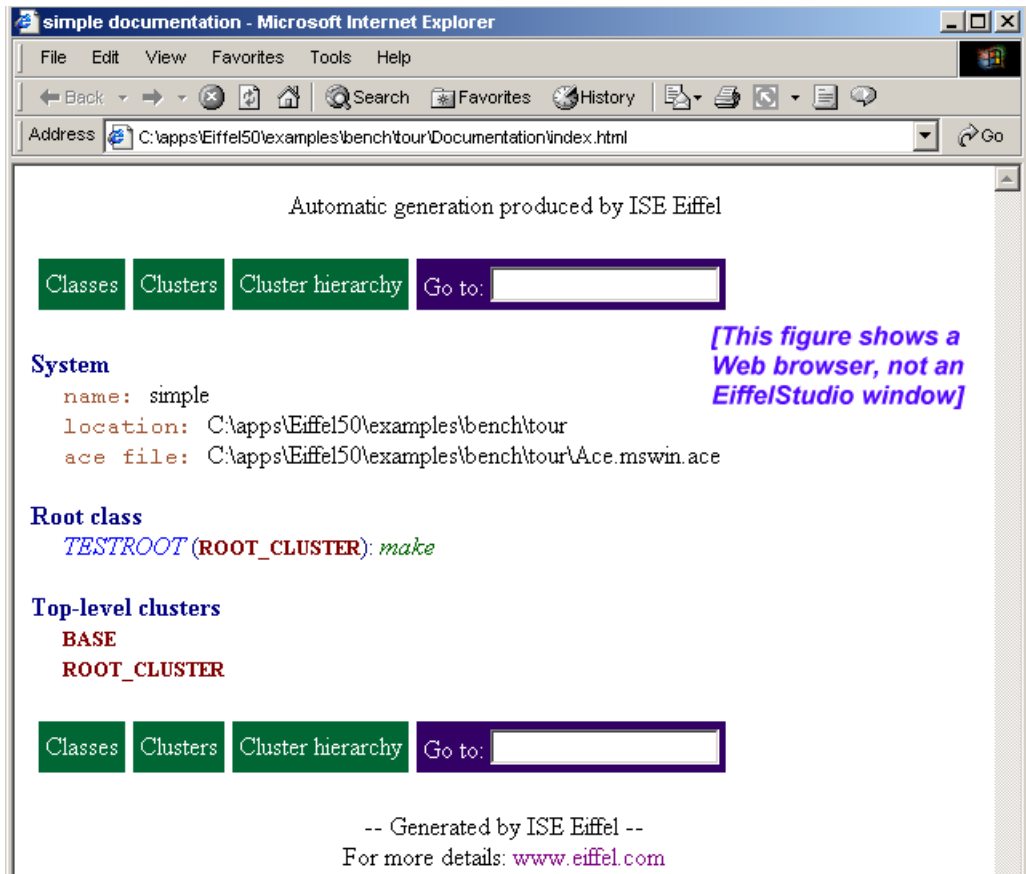 simple documentation - Microsoft Internet Explorer
File Edit View Favorites Tools Help
Back Search Favorites History
Address C:\apps\Eiffel50\examples\bench\tour\Documentation\index.html Go
Automatic generation produced by ISE Eiffel
Classes Clusters Cluster hierarchy Go to:
[This figure shows a
Web browser, not an
EiffelStudio window]
System
name: simple
location: C:\apps\Eiffel50\examples\bench\tour
ace file: C:\apps\Eiffel50\examples\bench\tour\Ace.mswin.ace
Root class
TESTROOT (ROOT_CLUSTER): make
Top-level clusters
BASE
ROOT_CLUSTER
Classes Clusters Cluster hierarchy Go to:
-- Generated by ISE Eiffel --
For more details: www.eiffel.com